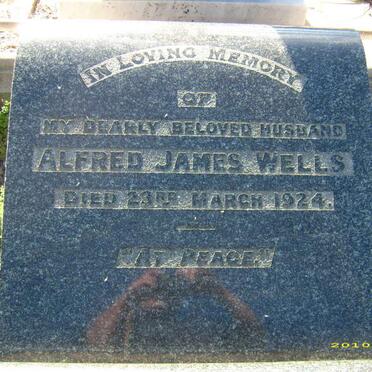 IN LOVING MEMORY
OF
MY DEARLY BELOVED HUSBAND
ALFRED JAMES WELLS
DIED 23RD MARCH 1924.
"AT PEACE."
2010